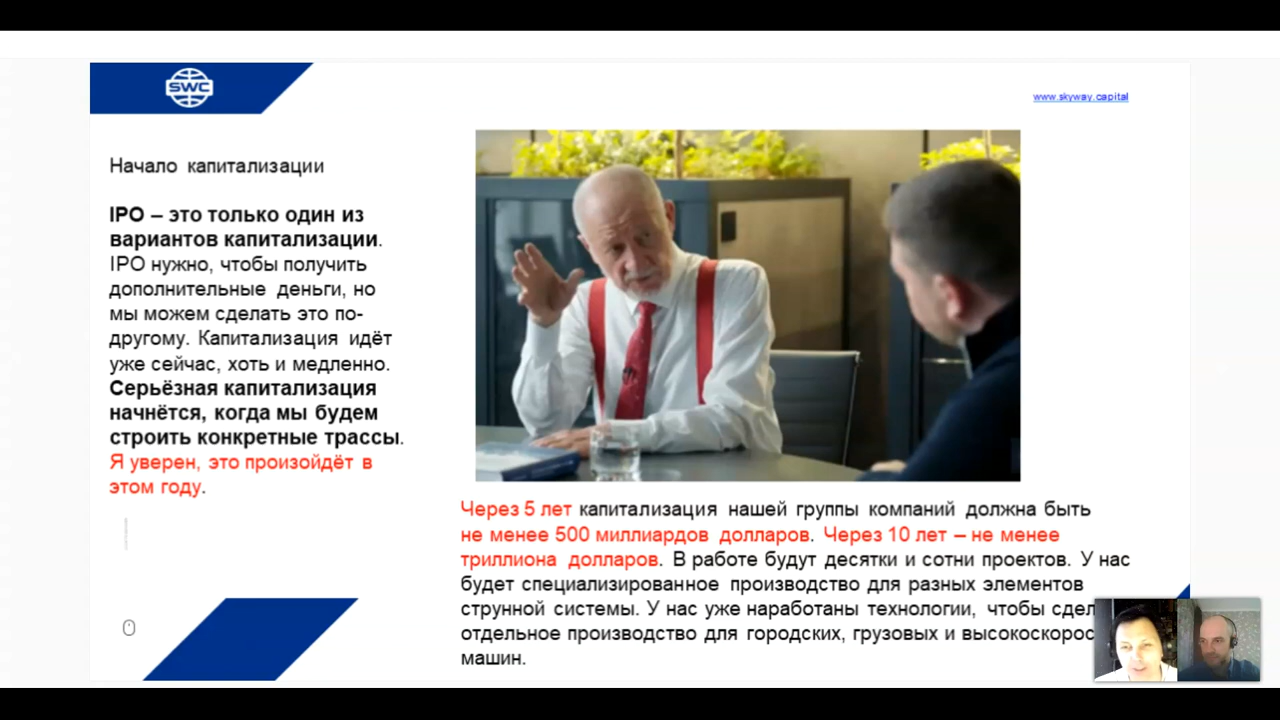 SWC
www.skyway.capital
Начало капитализации
IPO – это только один из
вариантов капитализации.
IPO нужно, чтобы получить
дополнительные деньги, но
мы можем сделать это по-
другому. Капитализация идёт
уже сейчас, хоть и медленно.
Серьёзная капитализация
начнётся, когда мы будем
строить конкретные трассы.
Я уверен, это произойдёт в
этом году.
Через 5 лет капитализация нашей группы компаний должна быть
не менее 500 миллиардов долларов. Через 10 лет – не менее
триллиона долларов. В работе будут десятки и сотни проектов. У нас
будет специализированное производство для разных элементов
струнной системы. У нас уже наработаны технологии, чтобы
отдельное производство для городских, грузовых и
машин.